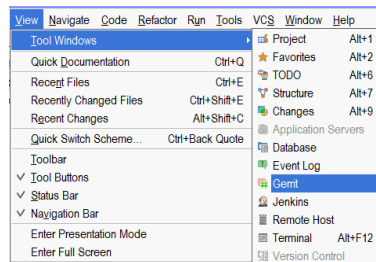 View Navigate Code Refactor Run Tools VCS Window Help
Tool Windows
Quick Documentation Ctrl+Q
Recent Files Ctrl+E
Recently Changed Files Ctrl+Shift+E
Recent Changes Alt+Shift+C
Quick Switch Scheme... Ctrl+Back Quote
Toolbar
Tool Buttons
Status Bar
Navigation Bar
Enter Presentation Mode
Enter Full Screen
Project Alt+1
Favorites Alt+2
TODO Alt+6
Structure Alt+7
Changes Alt+9
Application Servers
Database
Event Log
Gerrit
Jenkins
Remote Host
Terminal Alt+F12
Version Control